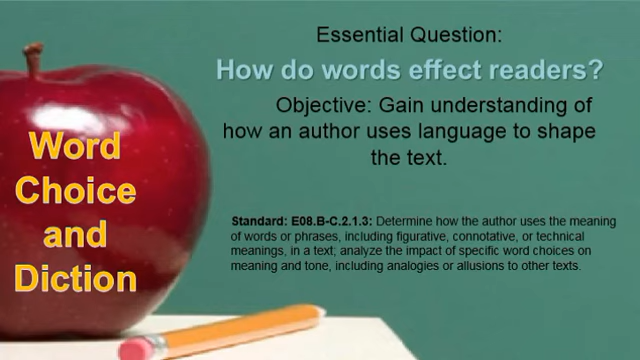 Essential Question:
How do words effect readers?
Objective: Gain understanding of
how an author uses language to shape
the text.
Word
Choice
and
Diction
Standard: E08.B-C.2.1.3: Determine how the author uses the meaning
of words or phrases, including figurative, connotative, or technical
meanings, in a text; analyze the impact of specific word choices on
meaning and tone, including analogies or allusions to other texts.